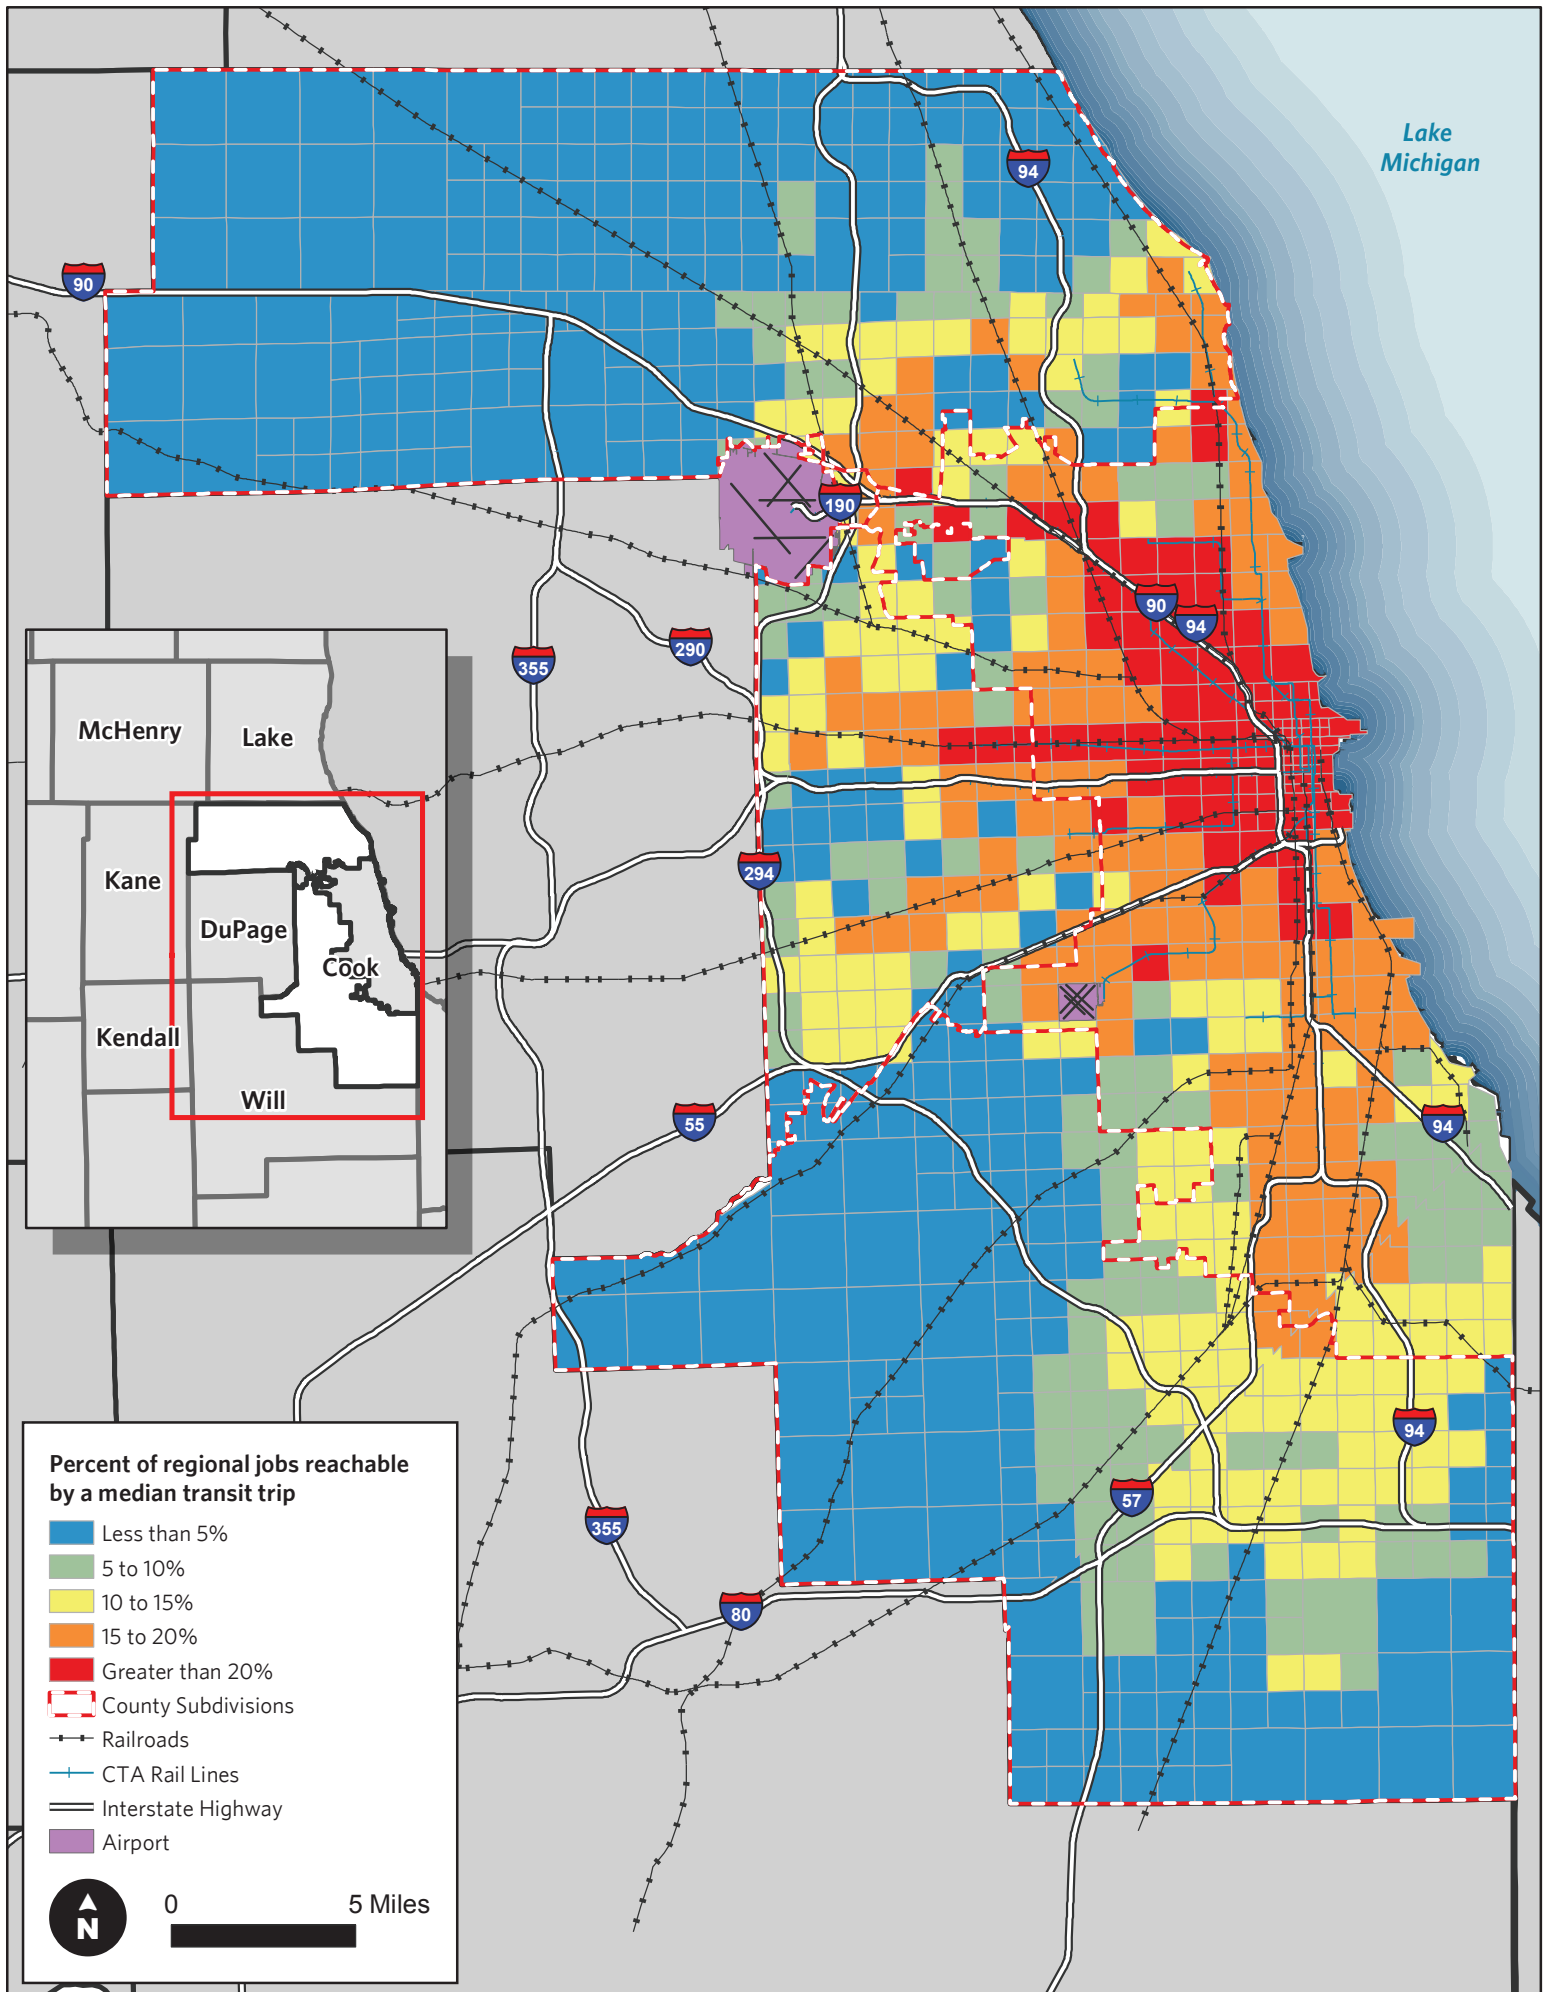 Lake
Michigan
94
90
190
90
94
290
355
McHenry
Lake
Kane
294
DuPage
Cook
Kendall
Will
55
94
94
57
355
80
Percent of regional jobs reachable
by a median transit trip
Less than 5%
5 to 10%
10 to 15%
15 to 20%
Greater than 20%
County Subdivisions
Railroads
CTA Rail Lines
Interstate Highway
Airport
0 5 Miles
N